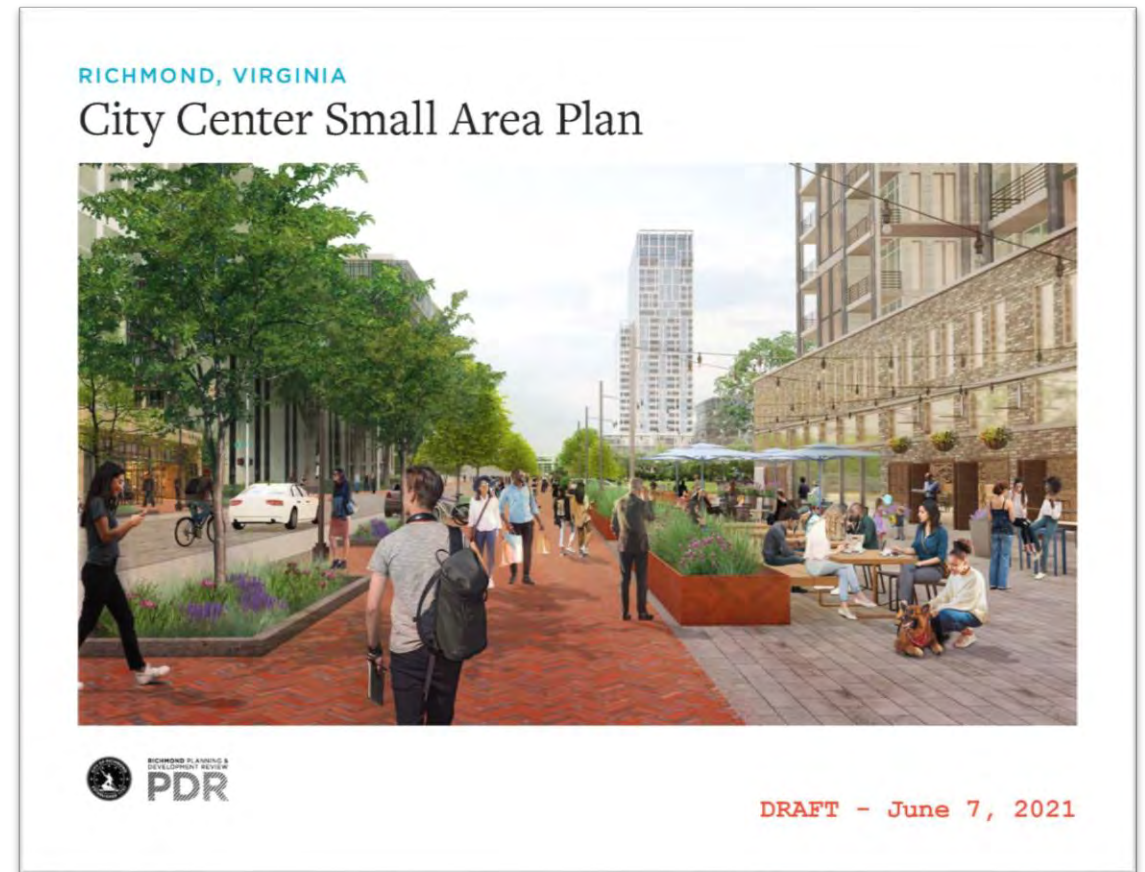 RICHMOND, VIRGINIA
City Center Small Area Plan
RICHMOND PLANNING &
DEVELOPMENT REVIEW
PDR
DRAFT – June 7, 2021